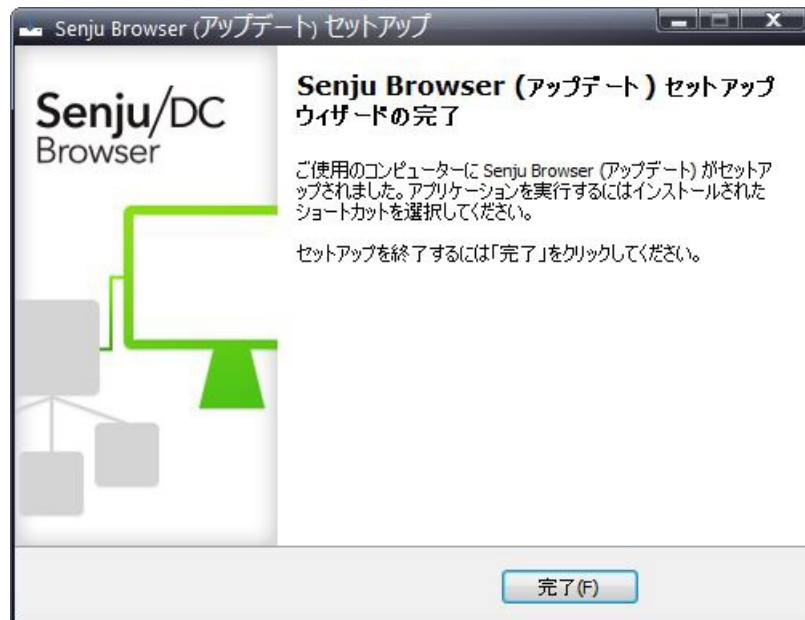 Senju Browser (アップデート) セットアップ
Senju/DC
Browser
Senju Browser (アップデート) セットアップ
ウィザードの完了
ご使用のコンピューターに Senju Browser (アップデート) がセットア
ップされました。アプリケーションを実行するにはインストールされた
ショートカットを選択してください。
セットアップを終了するには「完了」をクリックしてください。
完了(F)